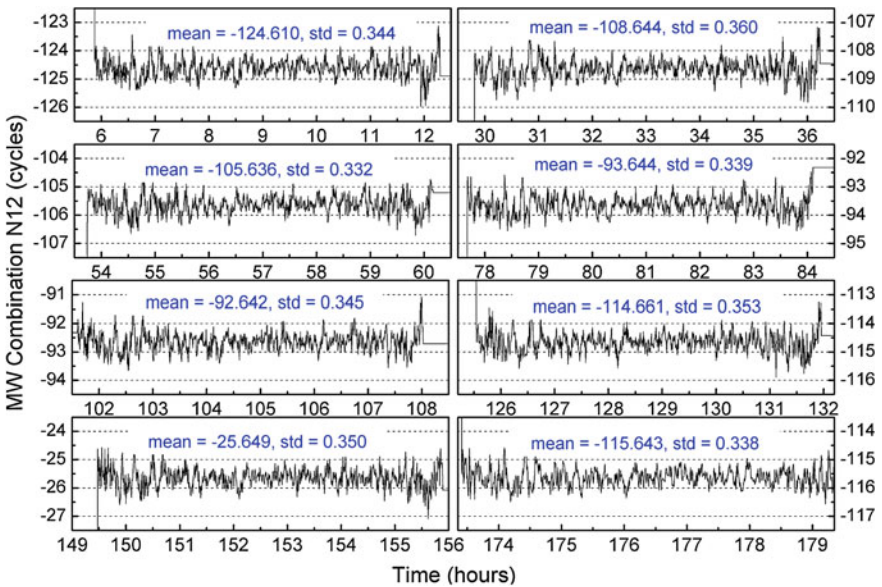 MW Combination N12 (cycles)
mean = -124.610, std = 0.344
-123
-124
-125
-126
6 7 8 9 10 11 12
mean = -108.644, std = 0.360
-107
-108
-109
-110
30 31 32 33 34 35 36
mean = -105.636, std = 0.332
-104
-105
-106
-107
54 55 56 57 58 59 60
mean = -93.644, std = 0.339
-92
-93
-94
-95
78 79 80 81 82 83 84
mean = -92.642, std = 0.345
-91
-92
-93
-94
102 103 104 105 106 107 108
mean = -114.661, std = 0.353
-113
-114
-115
-116
126 127 128 129 130 131 132
mean = -25.649, std = 0.350
-24
-25
-26
-27
149 150 151 152 153 154 155 156
mean = -115.643, std = 0.338
-114
-115
-116
-117
174 175 176 177 178 179
Time (hours)